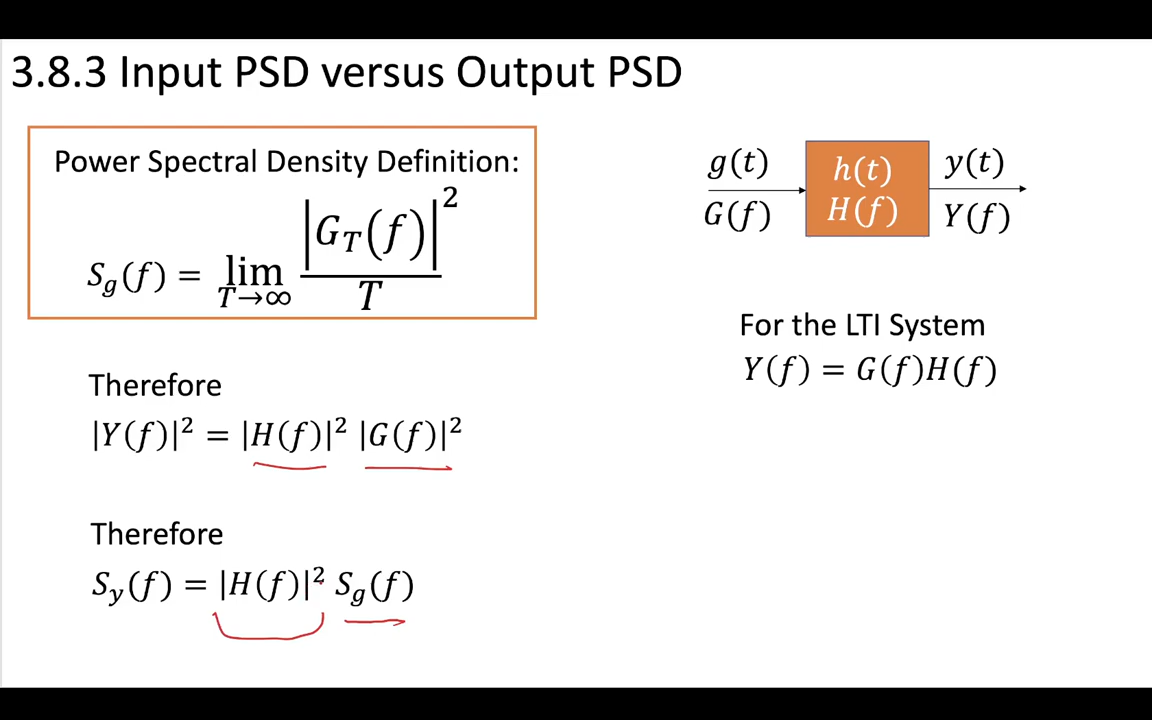 3.8.3 Input PSD versus Output PSD
Power Spectral Density Definition:
S_g(f) = lim_{T→∞} |G_T(f)|² / T
Therefore
|Y(f)|² = |H(f)|² |G(f)|²
Therefore
S_y(f) = |H(f)|² S_g(f)
g(t)
G(f)
h(t)
H(f)
y(t)
Y(f)
For the LTI System
Y(f) = G(f)H(f)